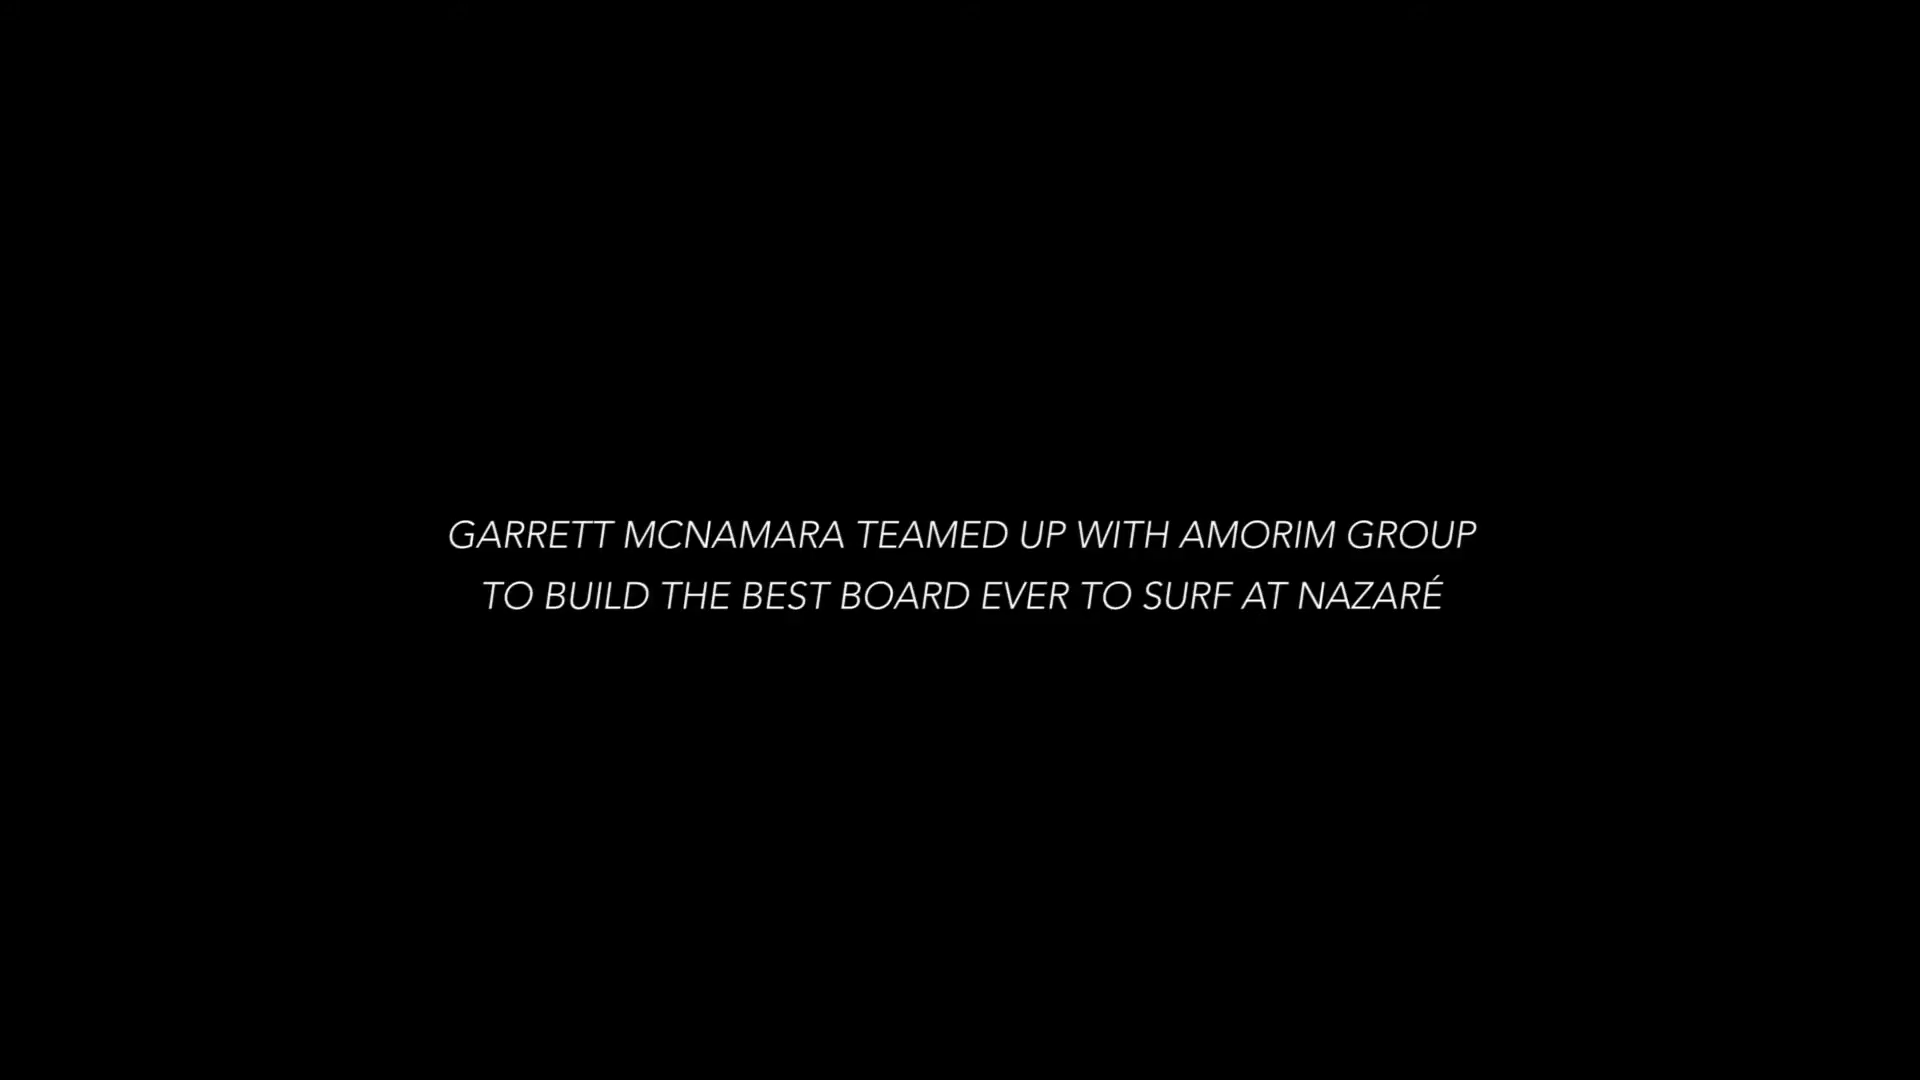 GARRETT MCNAMARA TEAMED UP WITH AMORIM GROUP
TO BUILD THE BEST BOARD EVER TO SURF AT NAZARÉ